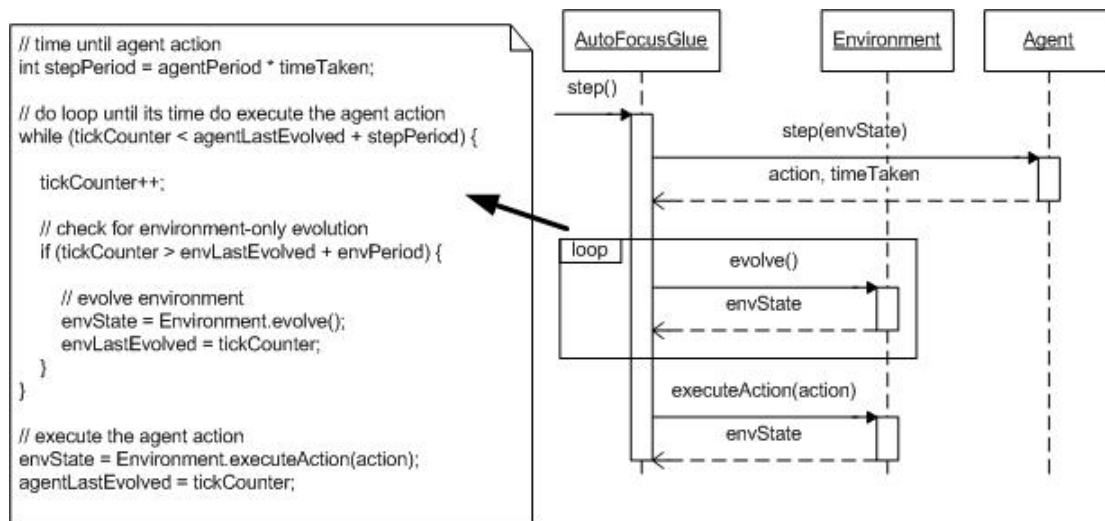 // time until agent action
int stepPeriod = agentPeriod * timeTaken;
// do loop until its time do execute the agent action
while (tickCounter < agentLastEvolved + stepPeriod) {
tickCounter++;
// check for environment-only evolution
if (tickCounter > envLastEvolved + envPeriod) {
// evolve environment
envState = Environment.evolve();
envLastEvolved = tickCounter;
}
}
// execute the agent action
envState = Environment.executeAction(action);
agentLastEvolved = tickCounter;
AutoFocusGlue
Environment
Agent
step()
step(envState)
action, timeTaken
loop
evolve()
envState
executeAction(action)
envState